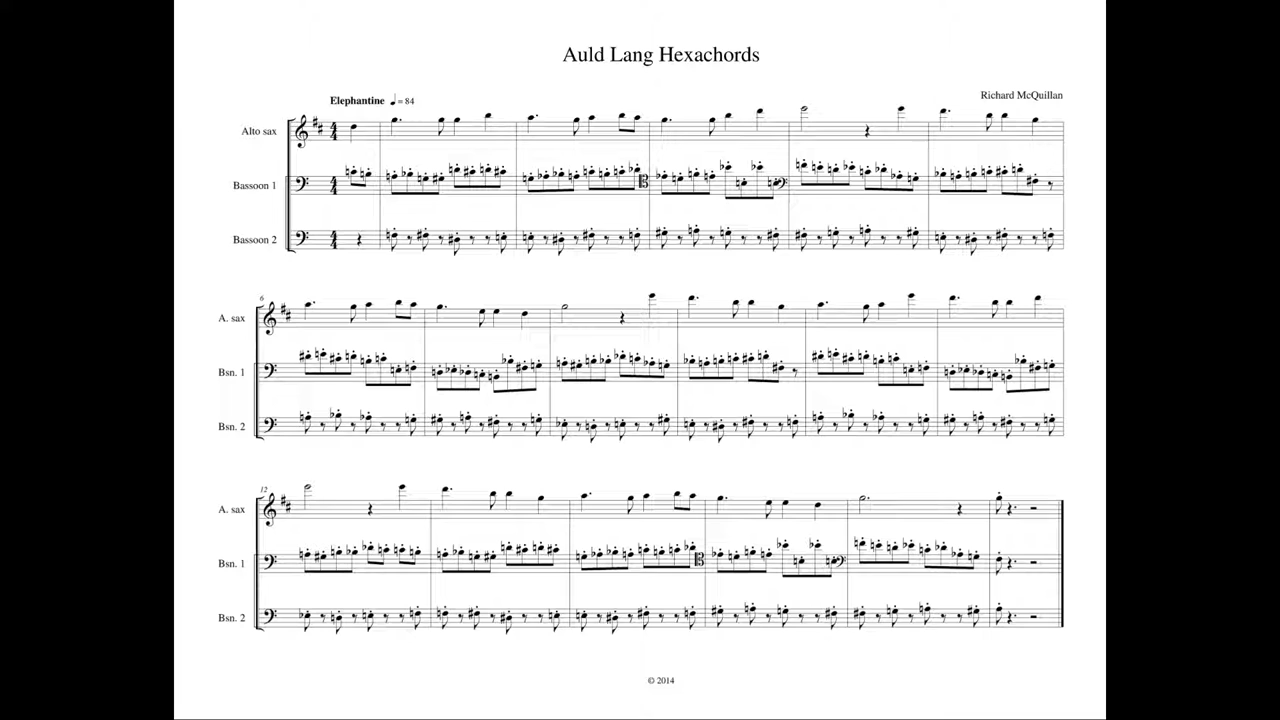 Auld Lang Hexachords
Richard McQuillan
Elephantine ♩ = 84
Alto sax
Bassoon 1
Bassoon 2
6
A. sax
Bsn. 1
Bsn. 2
12
A. sax
Bsn. 1
Bsn. 2
© 2014